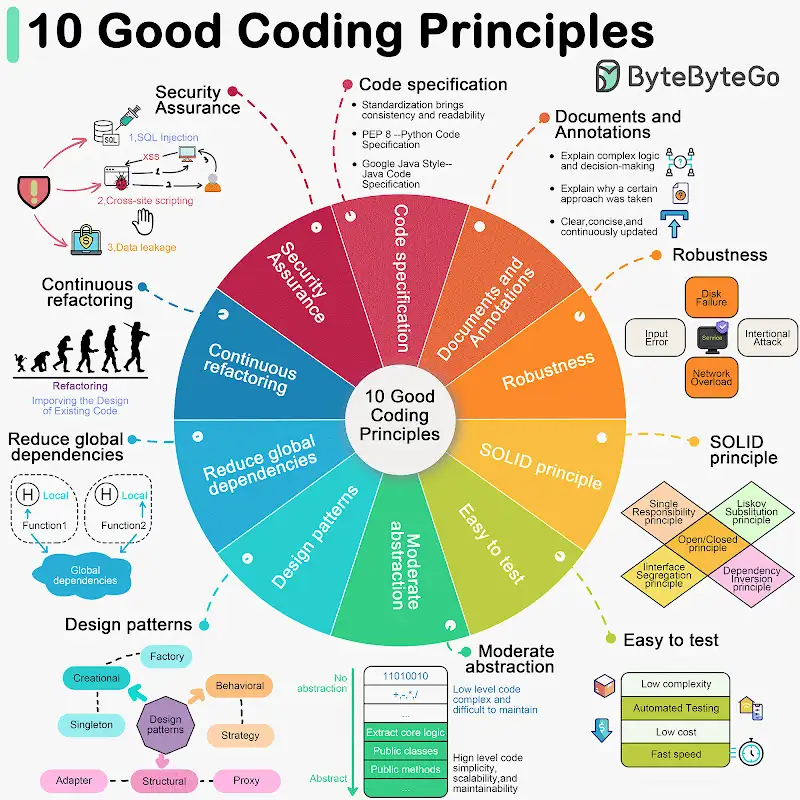 10 Good Coding Principles
ByteByteGo
Security
Assurance
SQL
1,SQL Injection
XSS
1
2
2,Cross-site scripting
3,Data leakage
Code specification
Standardization brings
consistency and readability
PEP 8 --Python Code
Specification
Google Java Style--
Java Code
Specification
Documents and
Annotations
Explain complex logic
and decision-making
Explain why a certain
approach was taken
Clear,concise,and
continuously updated
Robustness
Disk
Failure
Input
Error
Service
Intertional
Attack
Network
Overload
SOLID
principle
Single
Responsibility
principle
Liskov
Substitution
principle
Open/Closed
principle
Iinterface
Segregation
principle
Dependency
Inversion
principle
Easy to test
Low complexity
Automated Testing
Low cost
Fast speed
Moderate
abstraction
No
abstraction
Abstract
11010010
+,-,*,/
...
Extract core logic
Public classes
Public methods
...
Low level code
complex and
difficult to maintain
Hign level code
simplicity,
scalability,and
maintainability
Design patterns
Factory
Creational
Singleton
Behavioral
Strategy
Design
patterns
Adapter
Structural
Proxy
Reduce global
dependencies
H
Local
Function1
H
Local
Function2
Global
dependencies
Continuous
refactoring
Refactoring
Imporving the Design
of Existing Code
10 Good
Coding
Principles
Code specification
Documents and
Annotations
Robustness
SOLID principle
Easy to test
Moderate
abstraction
Design patterns
Reduce global
dependencies
Continuous
refactoring
Security
Assurance